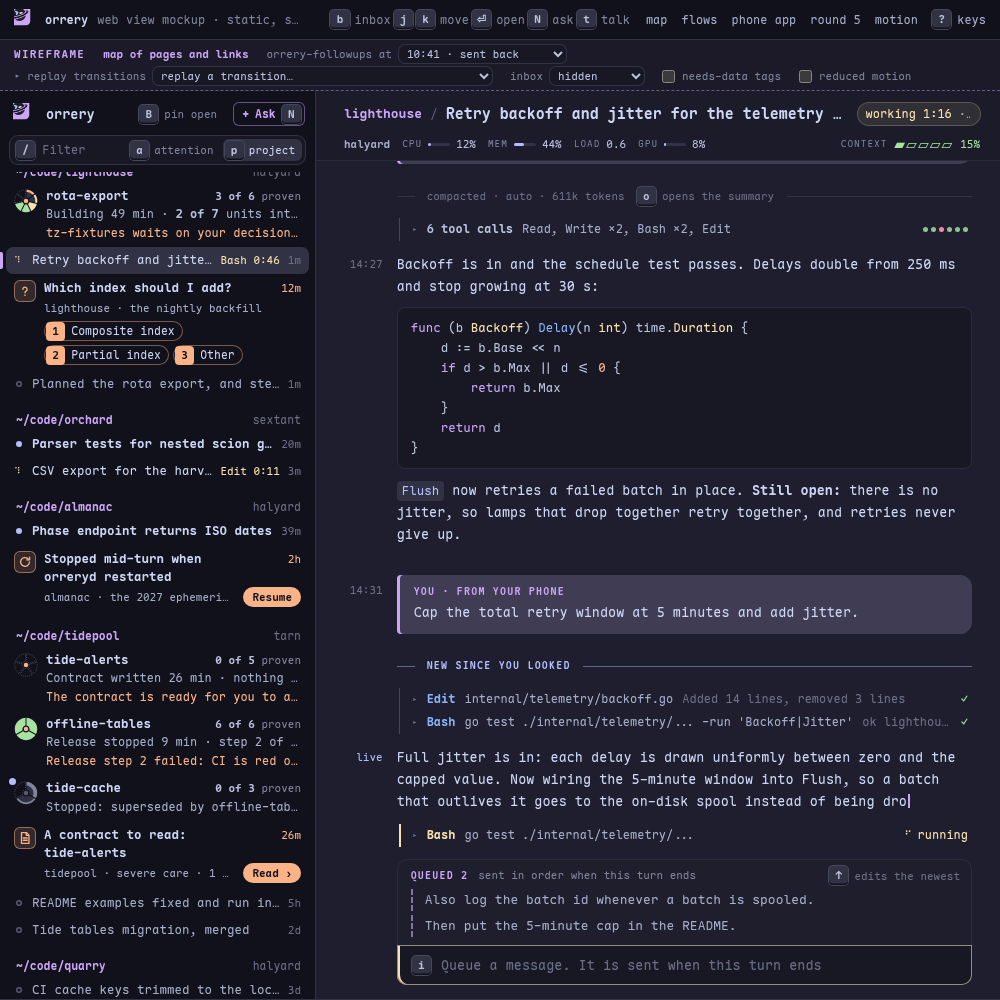 orrery web view mockup · static, s… b inbox j k move ⏎ open N ask t talk map flows phone app round 5 motion ? keys
WIREFRAME map of pages and links orrery-followups at 10:41 · sent back
▸ replay transitions replay a transition… inbox hidden needs-data tags reduced motion
orrery B pin open + Ask N
/ Filter a attention p project
~/code/lighthouse halyard
rota-export 3 of 6 proven
Building 49 min · 2 of 7 units int…
tz-fixtures waits on your decision…
Retry backoff and jitte… Bash 0:46 1m
? Which index should I add? 12m
lighthouse · the nightly backfill
1 Composite index
2 Partial index 3 Other
Planned the rota export, and ste… 1m
~/code/orchard sextant
Parser tests for nested scion g… 20m
CSV export for the harv… Edit 0:11 3m
~/code/almanac halyard
Phase endpoint returns ISO dates 39m
Stopped mid-turn when 2h
orreryd restarted
almanac · the 2027 ephemeri… Resume
~/code/tidepool tarn
tide-alerts 0 of 5 proven
Contract written 26 min · nothing …
The contract is ready for you to a…
offline-tables 6 of 6 proven
Release stopped 9 min · step 2 of …
Release step 2 failed: CI is red o…
tide-cache 0 of 3 proven
Stopped: superseded by offline-tab…
A contract to read: 26m
tide-alerts
tidepool · severe care · 1 … Read ›
README examples fixed and run in… 5h
Tide tables migration, merged 2d
~/code/quarry halyard
CI cache keys trimmed to the loc… 3d
lighthouse / Retry backoff and jitter for the telemetry … working 1:16 ·…
halyard CPU 12% MEM 44% LOAD 0.6 GPU 8% CONTEXT 15%
compacted · auto · 611k tokens o opens the summary
▸ 6 tool calls Read, Write ×2, Bash ×2, Edit
14:27 Backoff is in and the schedule test passes. Delays double from 250 ms
and stop growing at 30 s:
func (b Backoff) Delay(n int) time.Duration {
d := b.Base << n
if d > b.Max || d <= 0 {
return b.Max
}
return d
}
Flush now retries a failed batch in place. Still open: there is no
jitter, so lamps that drop together retry together, and retries never
give up.
14:31 YOU · FROM YOUR PHONE
Cap the total retry window at 5 minutes and add jitter.
NEW SINCE YOU LOOKED
▸ Edit internal/telemetry/backoff.go Added 14 lines, removed 3 lines ✓
▸ Bash go test ./internal/telemetry/... -run 'Backoff|Jitter' ok lighthou… ✓
live Full jitter is in: each delay is drawn uniformly between zero and the
capped value. Now wiring the 5-minute window into Flush, so a batch
that outlives it goes to the on-disk spool instead of being dro
▸ Bash go test ./internal/telemetry/... running
QUEUED 2 sent in order when this turn ends ↑ edits the newest
Also log the batch id whenever a batch is spooled.
Then put the 5-minute cap in the README.
i Queue a message. It is sent when this turn ends